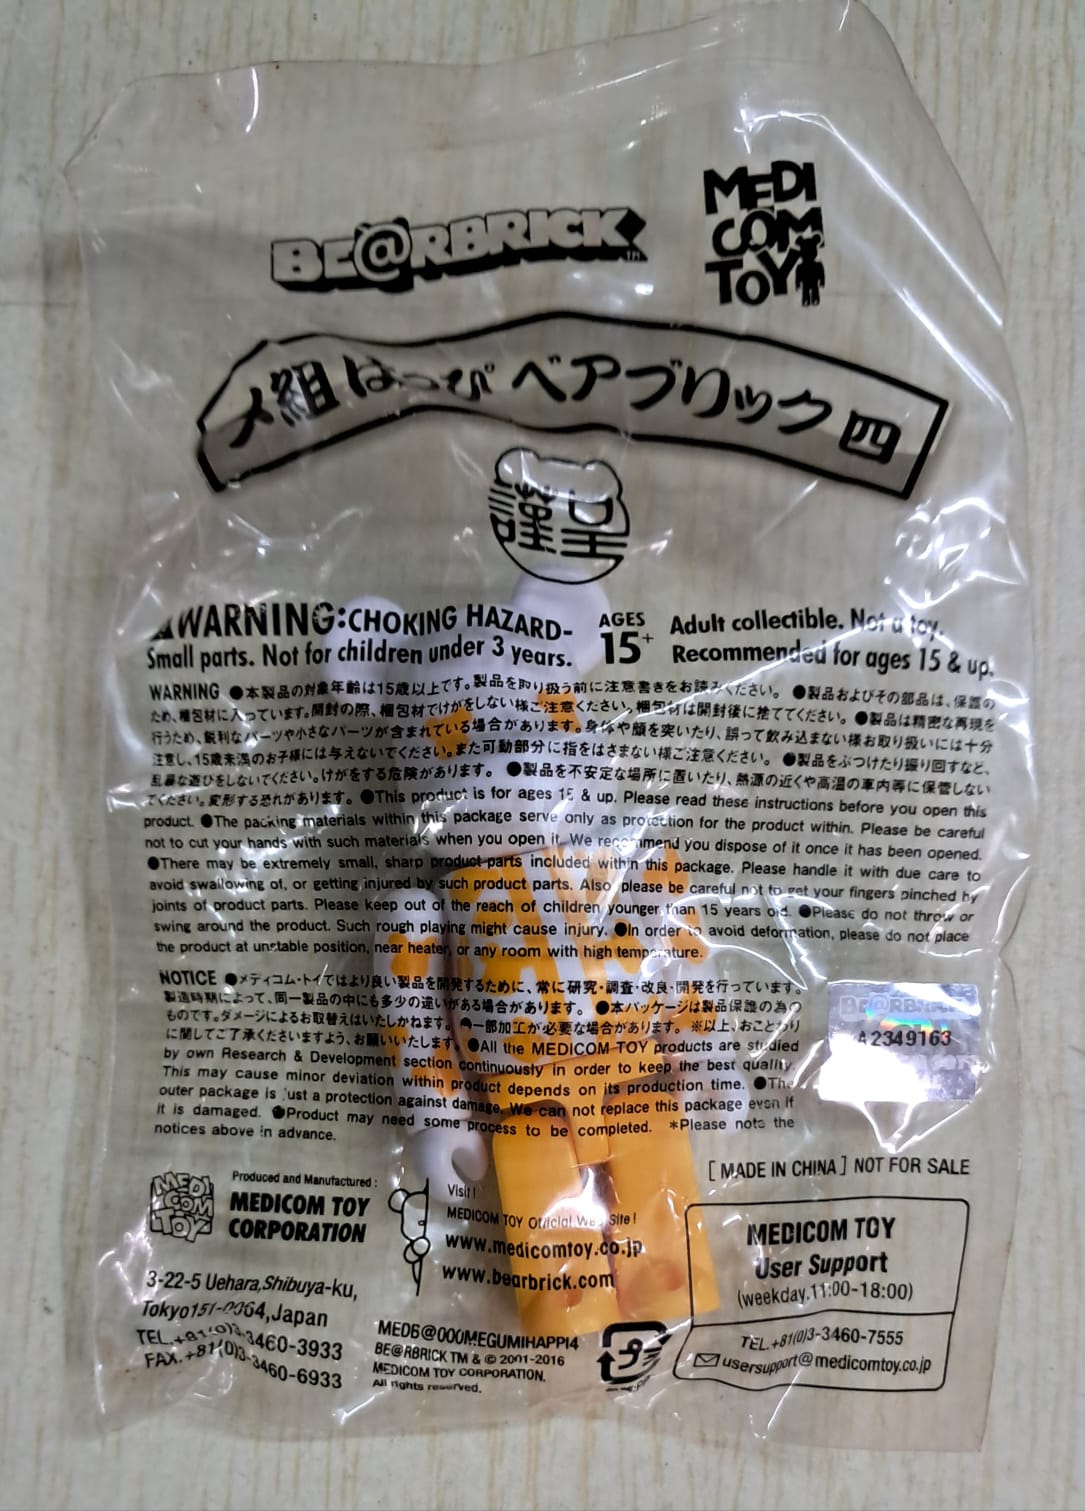 BE@RBRICK TM
MEDI
COM
TOY
メ組はっぴベアブリック四
謹呈
WARNING:CHOKING HAZARD-
Small parts. Not for children under 3 years.
AGES
15+
Adult collectible. Not a toy.
Recommended for ages 15 & up.
WARNING ●本製品の対象年齢は15歳以上です。製品を取り扱う前に注意書きをお読みください。 ●製品およびその部品は、保護の
ため、梱包材に入っています。開封の際、梱包材でけがをしない様ご注意ください。梱包材は開封後に捨ててください。 ●製品は精密な再現を
行うため、鋭利なパーツや小さなパーツが含まれている場合があります。身体や顔を突いたり、誤って飲み込まない様お取り扱いには十分
注意し、15歳未満のお子様には与えないでください。また可動部分に指をはさまない様ご注意ください。 ●製品をぶつけたり振り回すなど、
乱暴な遊びをしないでください。けがをする危険があります。 ●製品を不安定な場所に置いたり、熱源の近くや高温の車内等に保管しない
でください。変形する恐れがあります。 ●This product is for ages 15 & up. Please read these instructions before you open this
product. ●The packing materials within this package serve only as protection for the product within. Please be careful
not to cut your hands with such materials when you open it. We recommend you dispose of it once it has been opened.
●There may be extremely small, sharp product parts included within this package. Please handle it with due care to
avoid swallowing of, or getting injured by such product parts. Also please be careful not to get your fingers pinched by
joints of product parts. Please keep out of the reach of children younger than 15 years old. ●Please do not throw or
swing around the product. Such rough playing might cause injury. ●In order to avoid deformation, please do not place
the product at unstable position, near heater, or any room with high temperature.
NOTICE ●メディコム・トイではより良い製品を開発するために、常に研究・調査・改良・開発を行っています。
製造時期によって、同一製品の中にも多少の違いがある場合があります。 ●本パッケージは製品保護の為の
ものです。ダメージによるお取替えはいたしかねます。 ●一部加工が必要な場合があります。 ※以上、おことわり
に関してご了承くださいますよう、お願いいたします。 ●All the MEDICOM TOY products are studied
by own Research & Development section continuously in order to keep the best quality.
This may cause minor deviation within product depends on its production time. ●The
outer package is just a protection against damage. We can not replace this package even if
it is damaged. ●Product may need some process to be completed. *Please note the
notices above in advance.
BE@RBRICK
A2349163
[ MADE IN CHINA ] NOT FOR SALE
MEDI
COM
TOY
Produced and Manufactured :
MEDICOM TOY
CORPORATION
3-22-5 Uehara,Shibuya-ku,
Tokyo151-0064,Japan
TEL.+81(0)3-3460-3933
FAX.+81(0)3-3460-6933
Visit !
MEDICOM TOY Official Web Site !
www.medicomtoy.co.jp
www.bearbrick.com
MED6@000MEGUMIHAPPI4
BE@RBRICK TM & © 2001-2016
MEDICOM TOY CORPORATION.
All rights reserved.
MEDICOM TOY
User Support
(weekday.11:00-18:00)
TEL.+81(0)3-3460-7555
usersupport@medicomtoy.co.jp